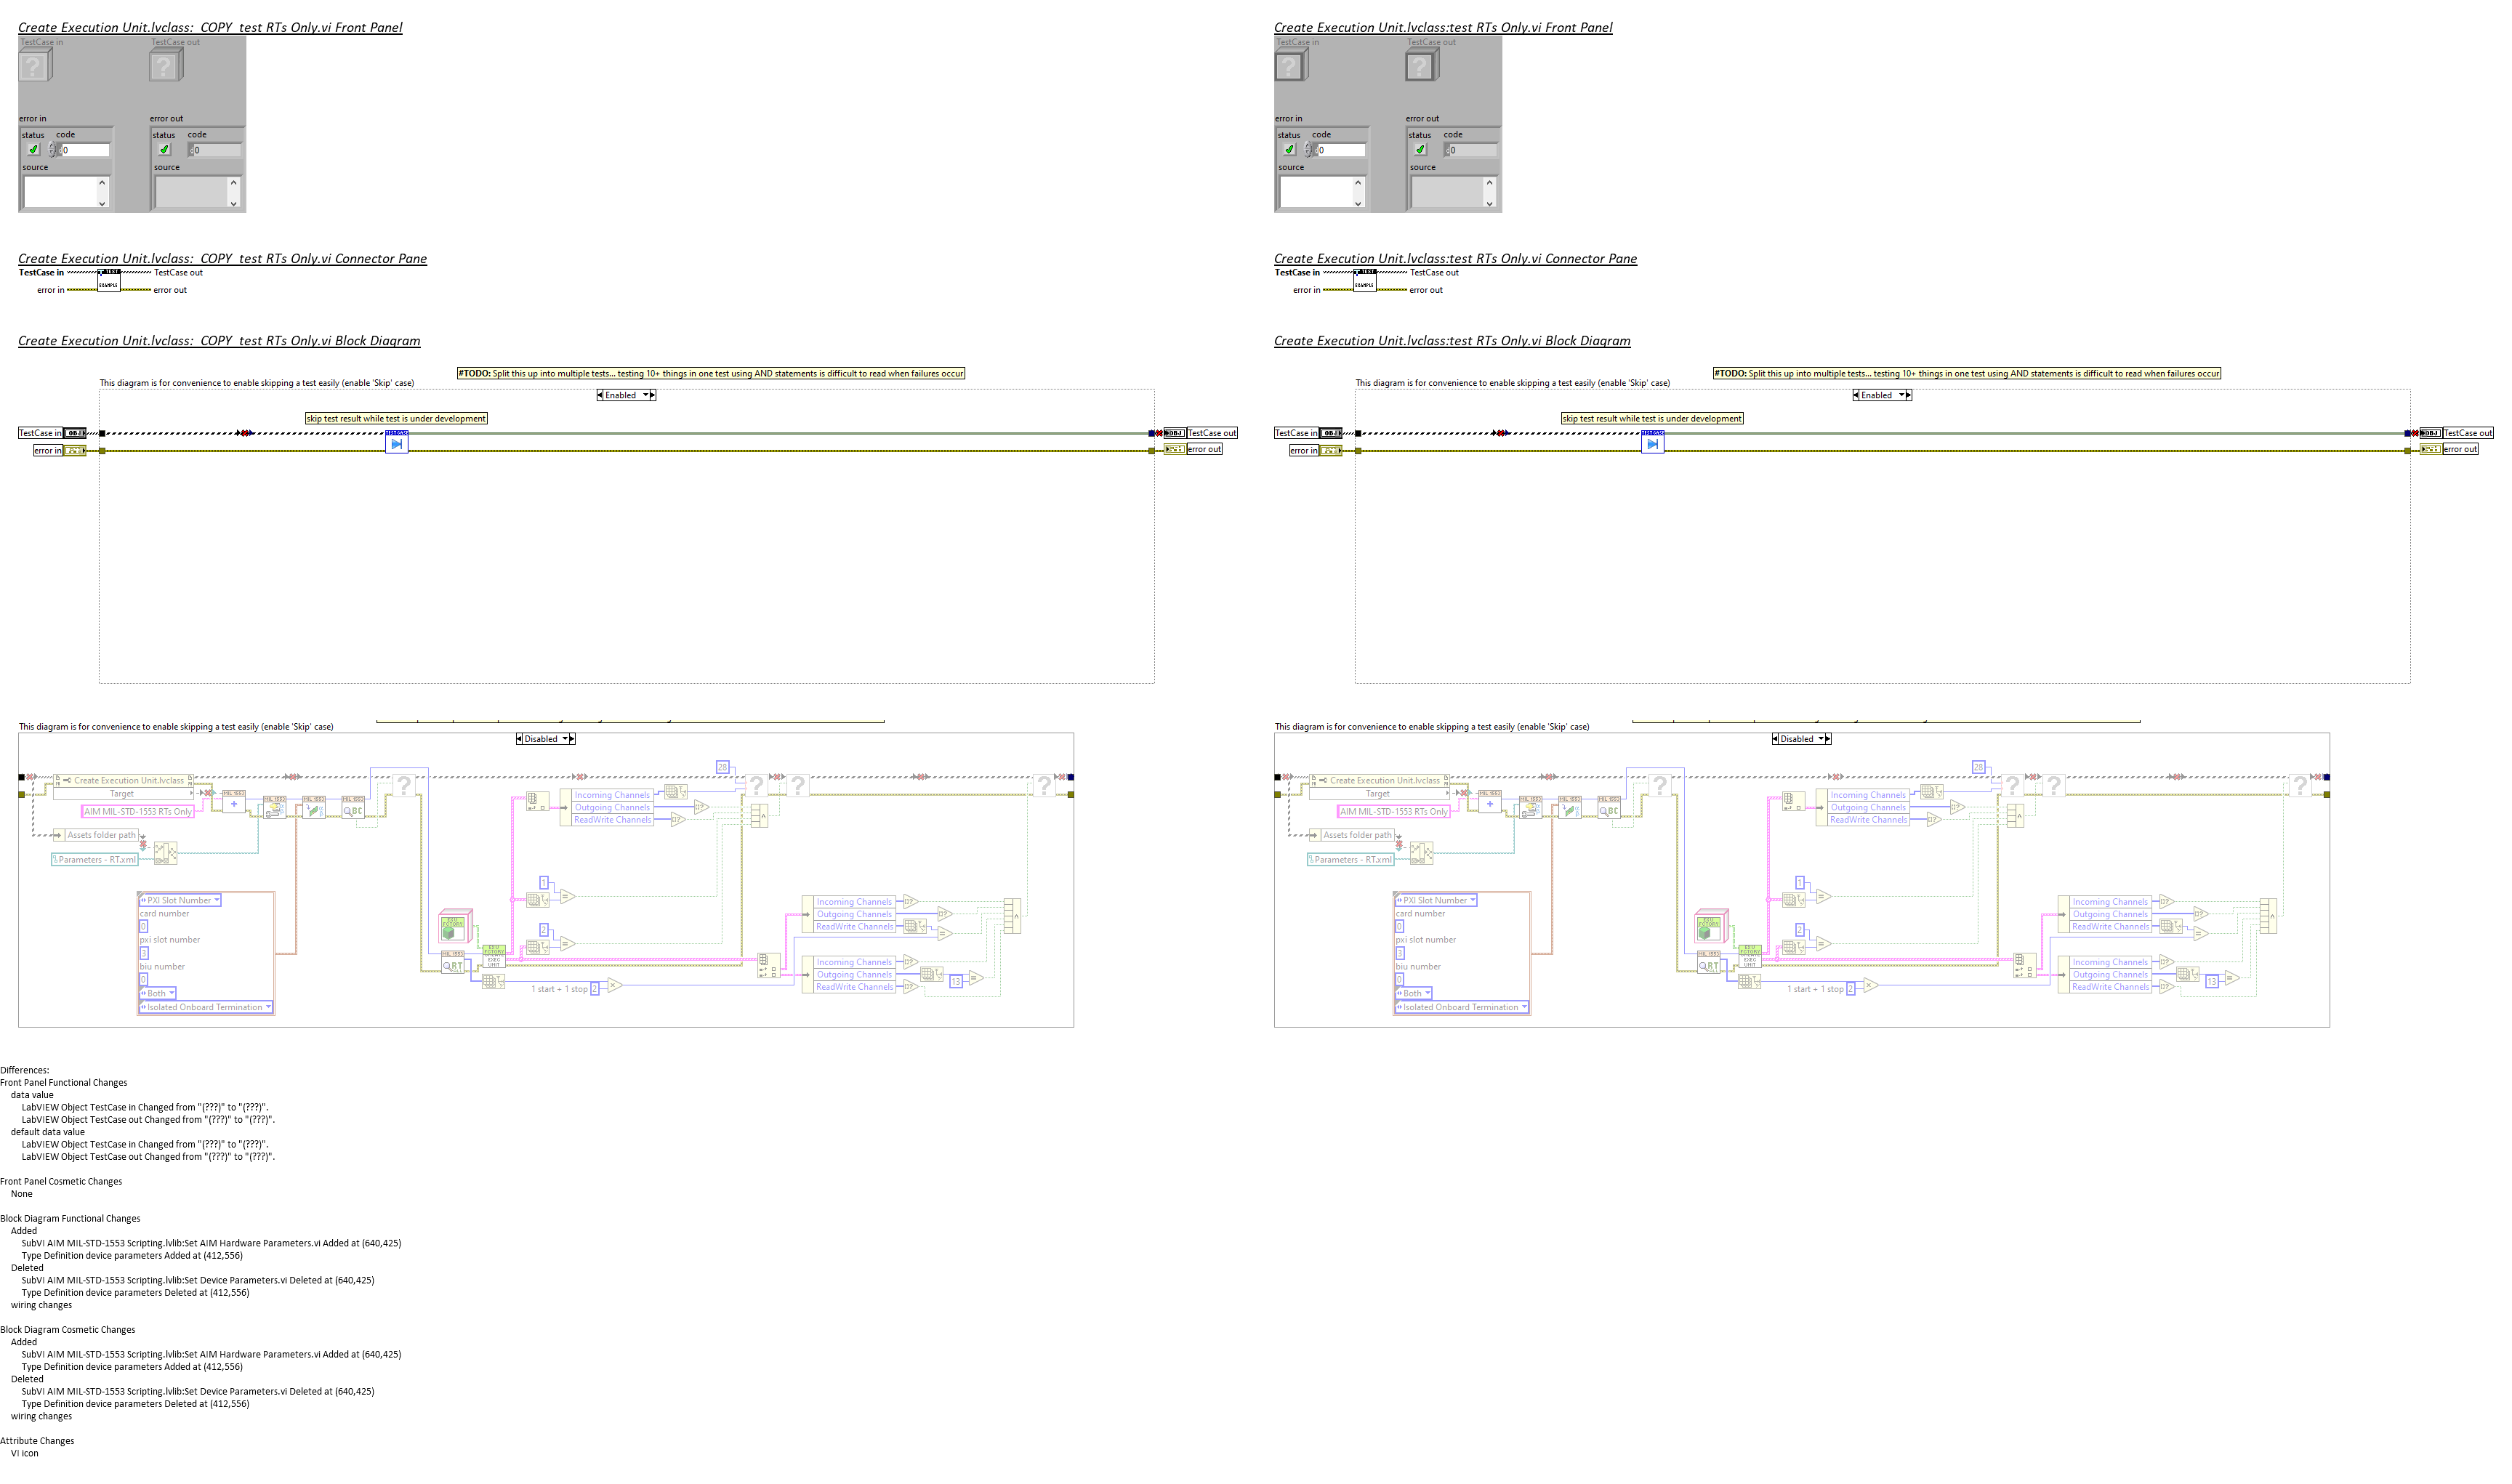 Create Execution Unit.lvclass:_COPY_test RTs Only.vi Front Panel
TestCase in
TestCase out
error in
error out
status code
status code
0
0
source
source
Create Execution Unit.lvclass:_COPY_test RTs Only.vi Connector Pane
TestCase in
TestCase out
TEST
EXAMPLE
error in
error out
Create Execution Unit.lvclass:_COPY_test RTs Only.vi Block Diagram
#TODO: Split this up into multiple tests... testing 10+ things in one test using AND statements is difficult to read when failures occur
This diagram is for convenience to enable skipping a test easily (enable 'Skip' case)
Enabled
skip test result while test is under development
TestCase in
OBJ
OBJ
TestCase out
error in
error out
This diagram is for convenience to enable skipping a test easily (enable 'Skip' case)
Disabled
28
Create Execution Unit.lvclass
Target
AIM MIL-STD-1553 RTs Only
Assets folder path
Parameters - RT.xml
Incoming Channels
Outgoing Channels
ReadWrite Channels
1
2
PXI Slot Number
card number
0
pxi slot number
3
biu number
0
Both
Isolated Onboard Termination
1 start + 1 stop 2
Incoming Channels
Outgoing Channels
ReadWrite Channels
Incoming Channels
Outgoing Channels
13
ReadWrite Channels
Create Execution Unit.lvclass:test RTs Only.vi Front Panel
TestCase in
TestCase out
error in
error out
status code
status code
0
0
source
source
Create Execution Unit.lvclass:test RTs Only.vi Connector Pane
TestCase in
TestCase out
TEST
EXAMPLE
error in
error out
Create Execution Unit.lvclass:test RTs Only.vi Block Diagram
#TODO: Split this up into multiple tests... testing 10+ things in one test using AND statements is difficult to read when failures occur
This diagram is for convenience to enable skipping a test easily (enable 'Skip' case)
Enabled
skip test result while test is under development
TestCase in
OBJ
OBJ
TestCase out
error in
error out
This diagram is for convenience to enable skipping a test easily (enable 'Skip' case)
Disabled
28
Create Execution Unit.lvclass
Target
AIM MIL-STD-1553 RTs Only
Assets folder path
Parameters - RT.xml
Incoming Channels
Outgoing Channels
ReadWrite Channels
1
2
PXI Slot Number
card number
0
pxi slot number
3
biu number
0
Both
Isolated Onboard Termination
1 start + 1 stop 2
Incoming Channels
Outgoing Channels
ReadWrite Channels
Incoming Channels
Outgoing Channels
13
ReadWrite Channels
Differences:
Front Panel Functional Changes
data value
LabVIEW Object TestCase in Changed from "(???)" to "(???)".
LabVIEW Object TestCase out Changed from "(???)" to "(???)".
default data value
LabVIEW Object TestCase in Changed from "(???)" to "(???)".
LabVIEW Object TestCase out Changed from "(???)" to "(???)".
Front Panel Cosmetic Changes
None
Block Diagram Functional Changes
Added
SubVI AIM MIL-STD-1553 Scripting.lvlib:Set AIM Hardware Parameters.vi Added at (640,425)
Type Definition device parameters Added at (412,556)
Deleted
SubVI AIM MIL-STD-1553 Scripting.lvlib:Set Device Parameters.vi Deleted at (640,425)
Type Definition device parameters Deleted at (412,556)
wiring changes
Block Diagram Cosmetic Changes
Added
SubVI AIM MIL-STD-1553 Scripting.lvlib:Set AIM Hardware Parameters.vi Added at (640,425)
Type Definition device parameters Added at (412,556)
Deleted
SubVI AIM MIL-STD-1553 Scripting.lvlib:Set Device Parameters.vi Deleted at (640,425)
Type Definition device parameters Deleted at (412,556)
wiring changes
Attribute Changes
VI icon